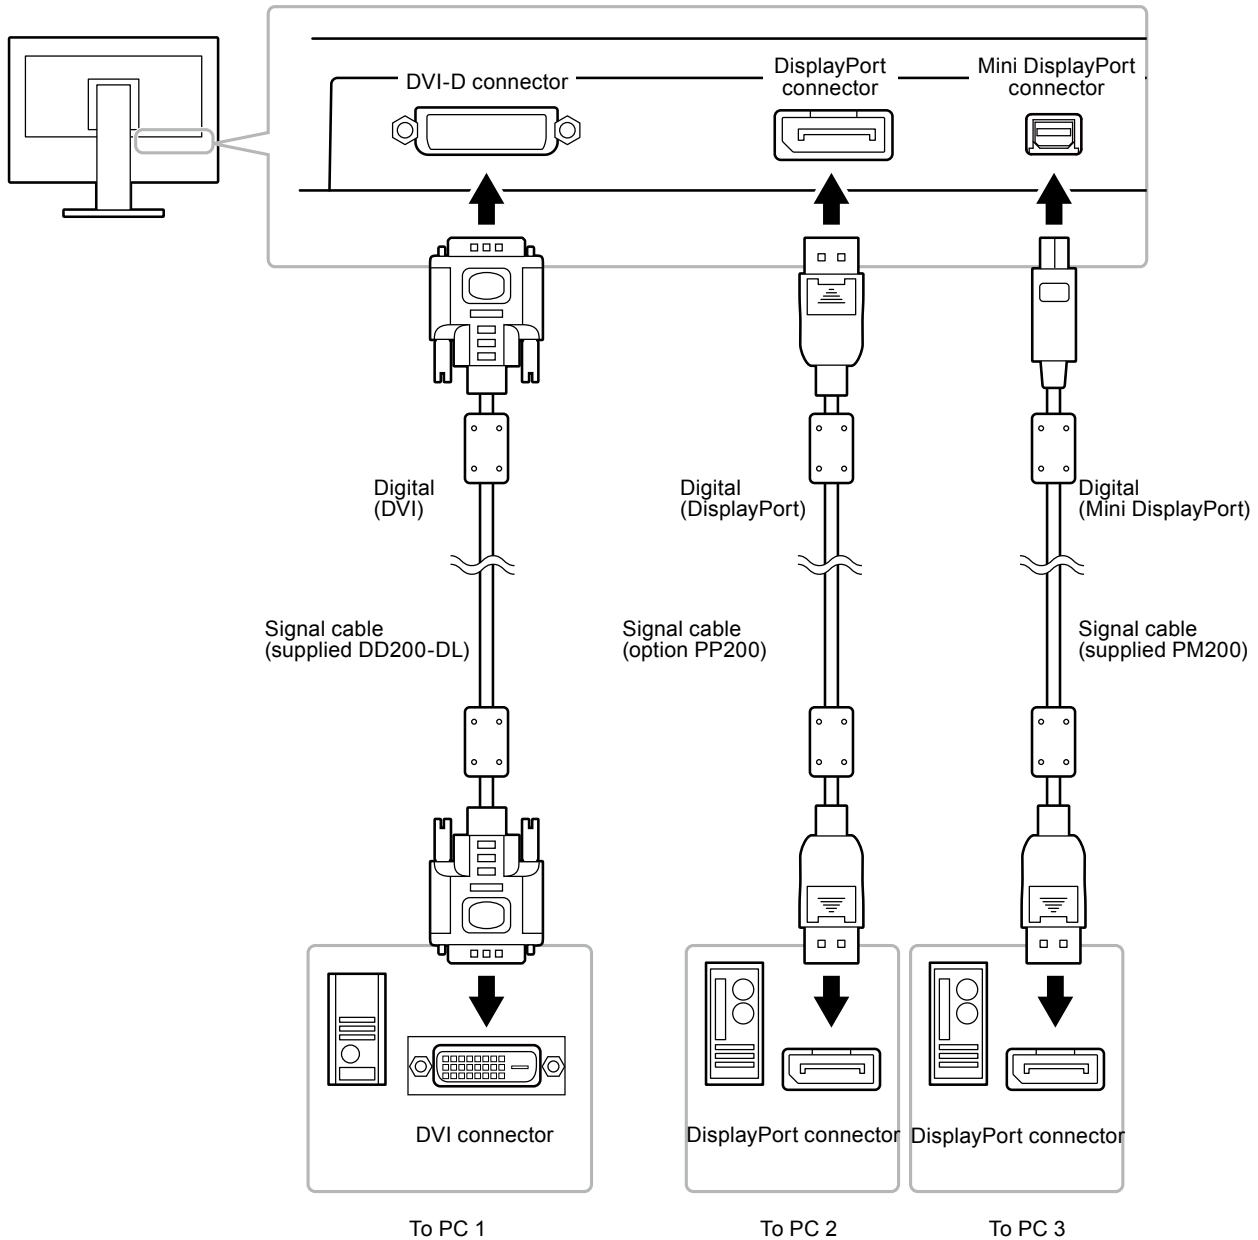 DVI-D connector
DisplayPort
connector
Mini DisplayPort
connector
Digital
(DVI)
Digital
(DisplayPort)
Digital
(Mini DisplayPort)
Signal cable
(supplied DD200-DL)
Signal cable
(option PP200)
Signal cable
(supplied PM200)
DVI connector
DisplayPort connector
DisplayPort connector
To PC 1
To PC 2
To PC 3